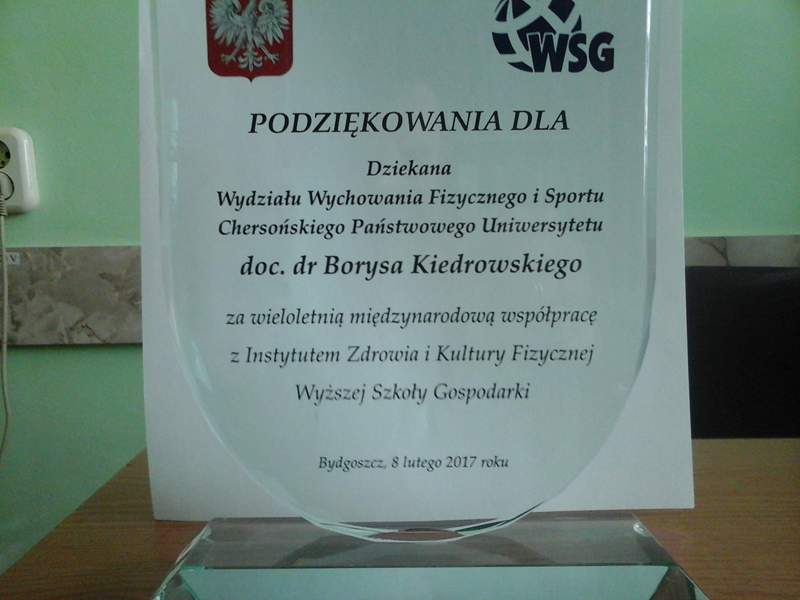 WSG
PODZIĘKOWANIA DLA
Dziekana
Wydziału Wychowania Fizycznego i Sportu
Chersońskiego Państwowego Uniwersytetu
doc. dr Borysa Kiedrowskiego
za wieloletnią międzynarodową współpracę
z Instytutem Zdrowia i Kultury Fizycznej
Wyższej Szkoły Gospodarki
Bydgoszcz, 8 lutego 2017 roku